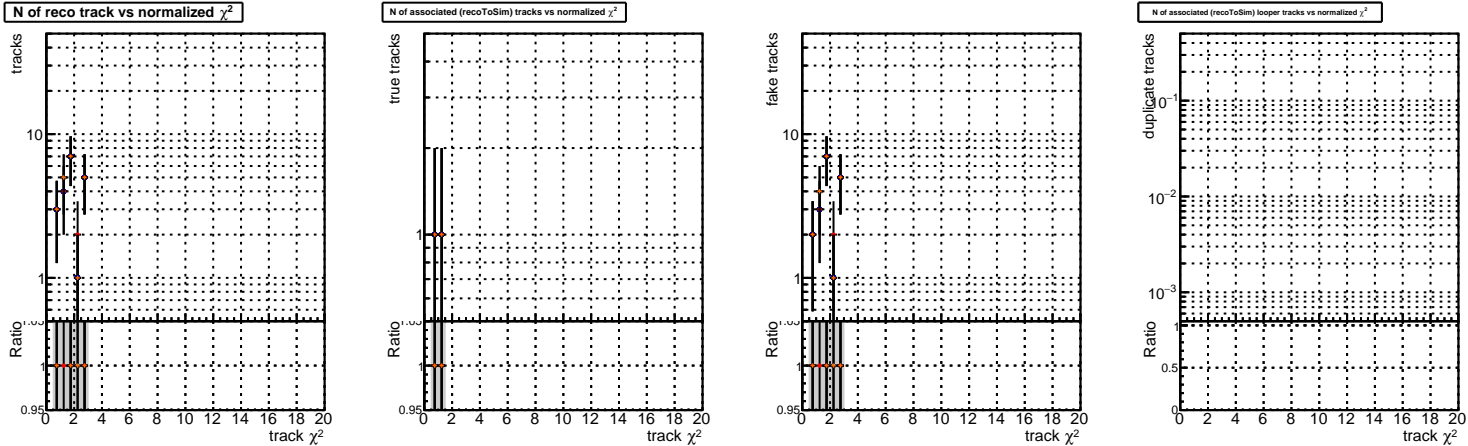 N of reco track vs normalized χ²
tracks
10
1
Ratio
1
0.95
0 2 4 6 8 10 12 14 16 18 20
track χ²
N of associated (recoToSim) tracks vs normalized χ²
true tracks
1
Ratio
1
0.95
0 2 4 6 8 10 12 14 16 18 20
track χ²
fake tracks
10
1
Ratio
1
0.95
0 2 4 6 8 10 12 14 16 18 20
track χ²
N of associated (recoToSim) looper tracks vs normalized χ²
duplicate tracks
10⁻¹
10⁻²
10⁻³
Ratio
1
0.5
0
0 2 4 6 8 10 12 14 16 18 20
track χ²